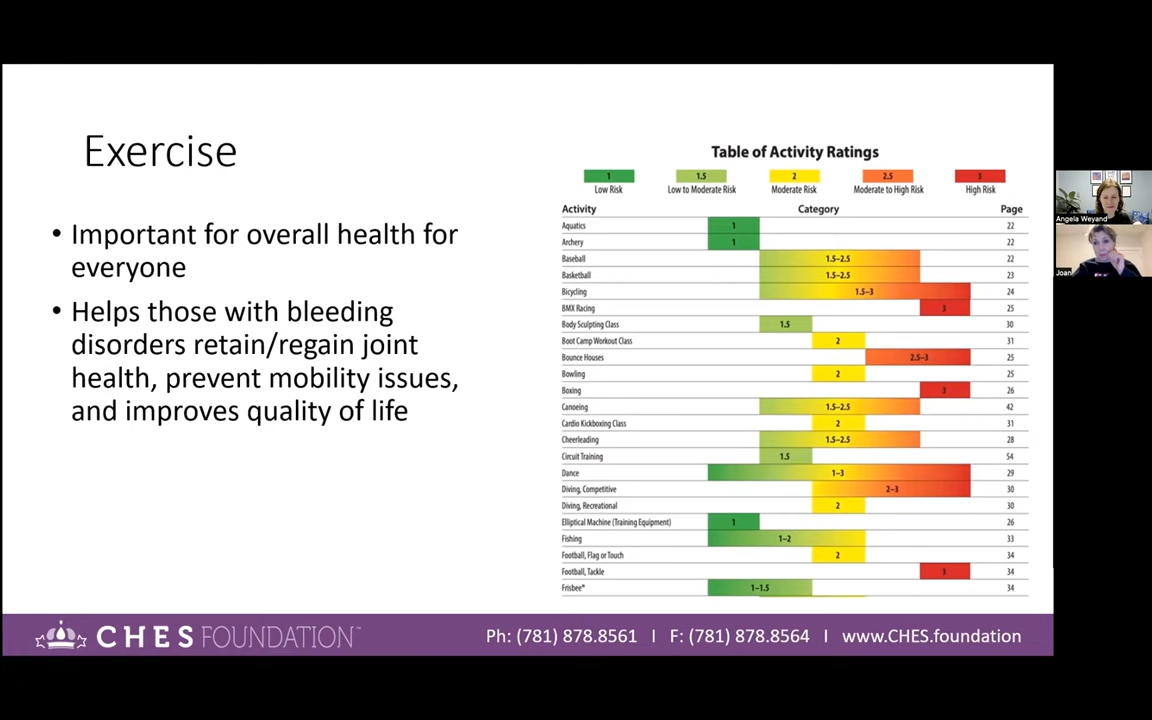 Exercise
• Important for overall health for
everyone
• Helps those with bleeding
disorders retain/regain joint
health, prevent mobility issues,
and improves quality of life
Table of Activity Ratings
1 1.5 2 2.5 3
Low Risk Low to Moderate Risk Moderate Risk Moderate to High Risk High Risk
Activity Category Page
Aquatics 1 22
Archery 1 22
Baseball 1.5–2.5 22
Basketball 1.5–2.5 23
Bicycling 1.5–3 24
BMX Racing 3 25
Body Sculpting Class 1.5 30
Boot Camp Workout Class 2 31
Bounce Houses 2.5–3 25
Bowling 2 25
Boxing 3 26
Canoeing 1.5–2.5 42
Cardio Kickboxing Class 2 31
Cheerleading 1.5–2.5 28
Circuit Training 1.5 54
Dance 1–3 29
Diving, Competitive 2–3 30
Diving, Recreational 2 30
Elliptical Machine (Training Equipment) 1 26
Fishing 1–2 33
Football, Flag or Touch 2 34
Football, Tackle 3 34
Frisbee* 1–1.5 34
CHES FOUNDATION™
Ph: (781) 878.8561 I F: (781) 878.8564 I www.CHES.foundation
Angela Weyand
Joan